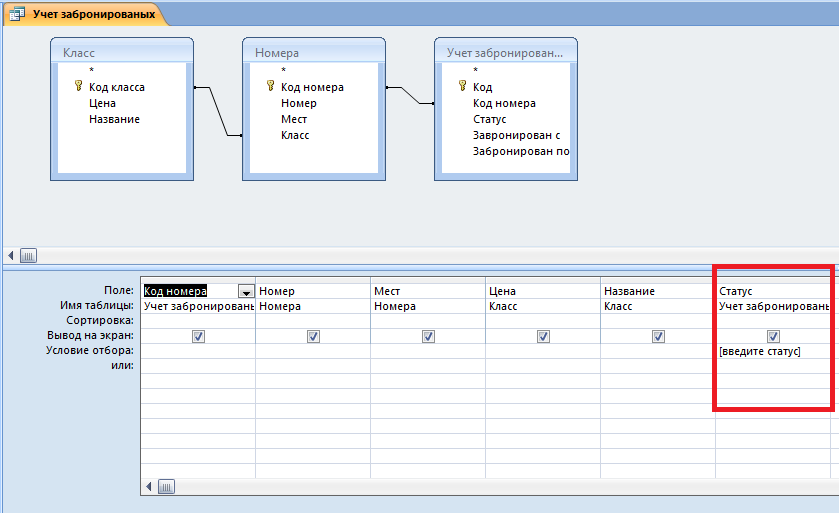 Учет забронированых
Класс
*
Код класса
Цена
Название
Номера
*
Код номера
Номер
Мест
Класс
Учет забронирован...
*
Код
Код номера
Статус
Завронирован с
Забронирован по
Поле: Код номера Номер Мест Цена Название Статус
Имя таблицы: Учет забронированы Номера Номера Класс Класс Учет забронированы
Сортировка:
Вывод на экран:
Условие отбора: [введите статус]
или: